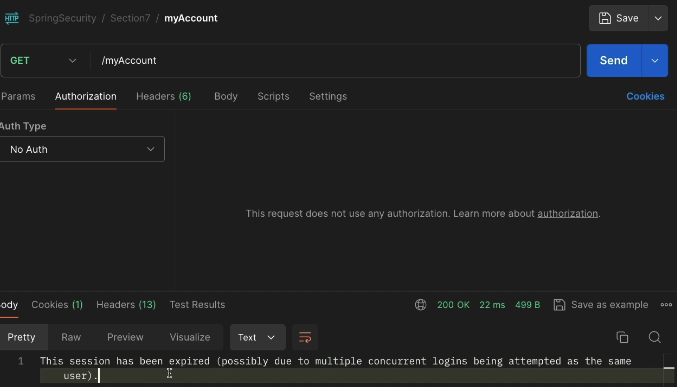 HTTP SpringSecurity / Section7 / myAccount Save
GET /myAccount Send
Params Authorization Headers (6) Body Scripts Settings Cookies
Auth Type
No Auth
This request does not use any authorization. Learn more about authorization.
ody Cookies (1) Headers (13) Test Results 200 OK 22 ms 499 B Save as example
Pretty Raw Preview Visualize Text
1 This session has been expired (possibly due to multiple concurrent logins being attempted as the same
user).